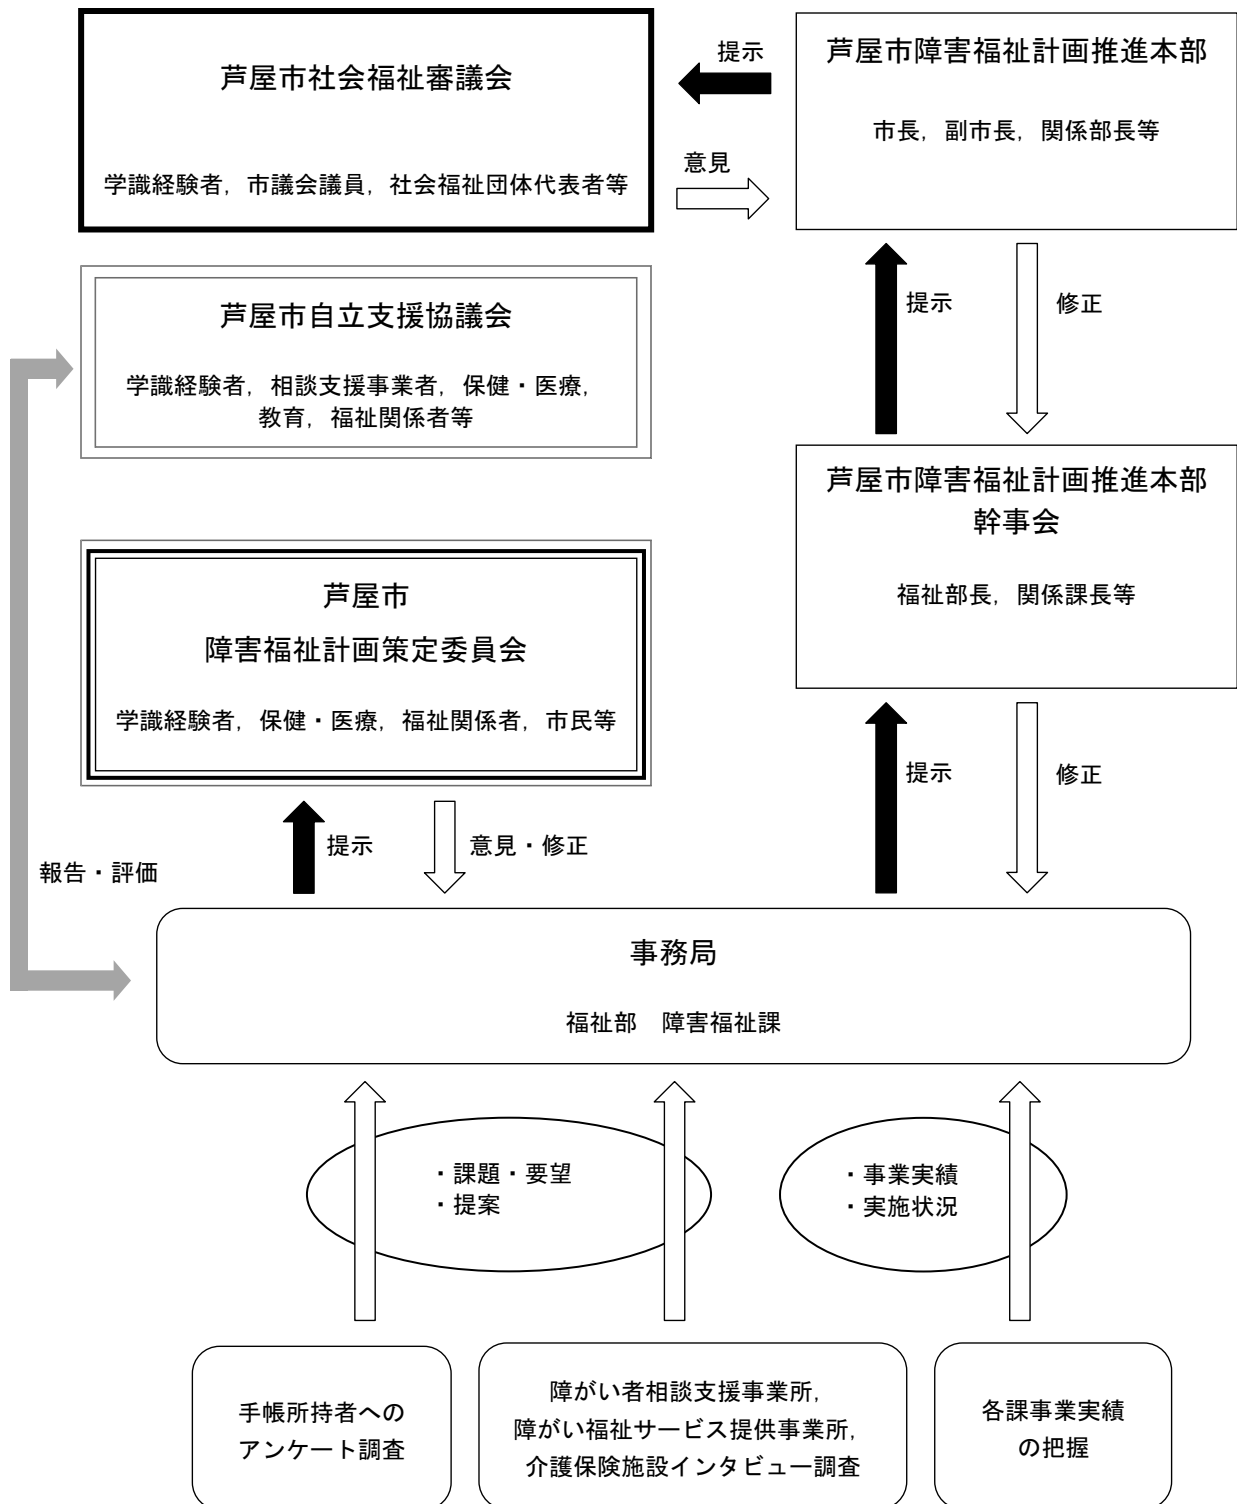 芦屋市社会福祉審議会
学識経験者，市議会議員，社会福祉団体代表者等
提示
意見
芦屋市障害福祉計画推進本部
市長，副市長，関係部長等
芦屋市自立支援協議会
学識経験者，相談支援事業者，保健・医療，
教育，福祉関係者等
提示
修正
芦屋市障害福祉計画推進本部
幹事会
福祉部長，関係課長等
芦屋市
障害福祉計画策定委員会
学識経験者，保健・医療，福祉関係者，市民等
提示
意見・修正
提示
修正
報告・評価
事務局
福祉部　障害福祉課
・課題・要望
・提案
・事業実績
・実施状況
手帳所持者への
アンケート調査
障がい者相談支援事業所，
障がい福祉サービス提供事業所，
介護保険施設インタビュー調査
各課事業実績
の把握